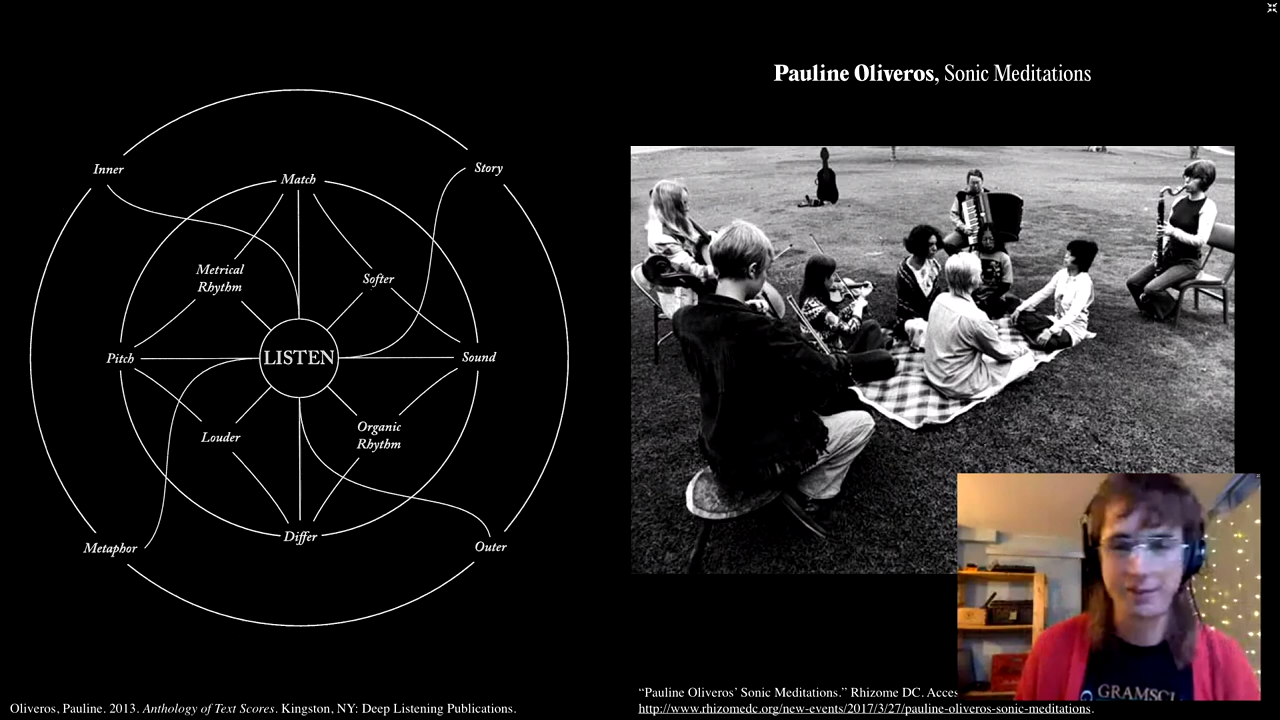 Pauline Oliveros, Sonic Meditations
Inner
Story
Match
Metrical
Rhythm
Softer
Pitch
LISTEN
Sound
Louder
Organic
Rhythm
Metaphor
Differ
Outer
Oliveros, Pauline. 2013. Anthology of Text Scores. Kingston, NY: Deep Listening Publications.
“Pauline Oliveros’ Sonic Meditations.” Rhizome DC.
http://www.rhizomedc.org/new-events/2017/3/27/pauline-oliveros-sonic-meditations.